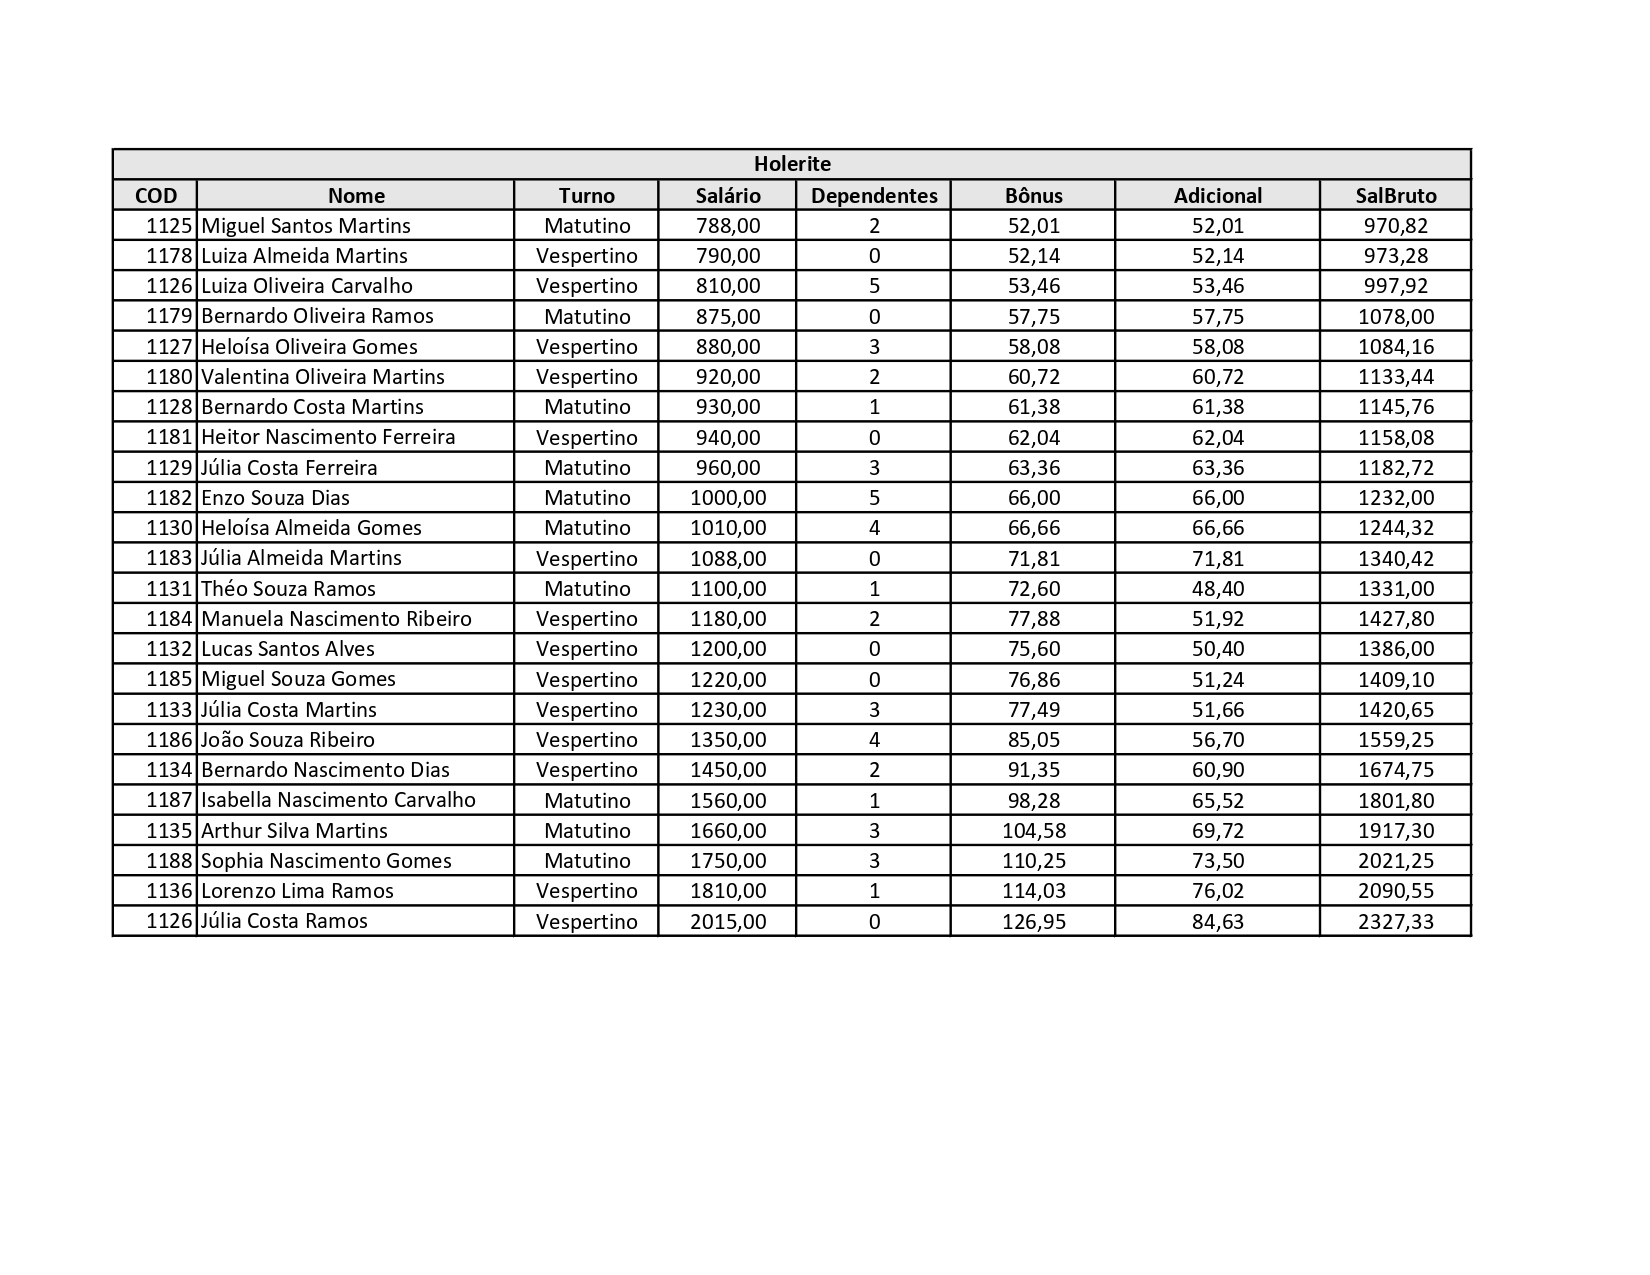 Holerite
COD Nome Turno Salário Dependentes Bônus Adicional SalBruto
1125 Miguel Santos Martins Matutino 788,00 2 52,01 52,01 970,82
1178 Luiza Almeida Martins Vespertino 790,00 0 52,14 52,14 973,28
1126 Luiza Oliveira Carvalho Vespertino 810,00 5 53,46 53,46 997,92
1179 Bernardo Oliveira Ramos Matutino 875,00 0 57,75 57,75 1078,00
1127 Heloísa Oliveira Gomes Vespertino 880,00 3 58,08 58,08 1084,16
1180 Valentina Oliveira Martins Vespertino 920,00 2 60,72 60,72 1133,44
1128 Bernardo Costa Martins Matutino 930,00 1 61,38 61,38 1145,76
1181 Heitor Nascimento Ferreira Vespertino 940,00 0 62,04 62,04 1158,08
1129 Júlia Costa Ferreira Matutino 960,00 3 63,36 63,36 1182,72
1182 Enzo Souza Dias Matutino 1000,00 5 66,00 66,00 1232,00
1130 Heloísa Almeida Gomes Matutino 1010,00 4 66,66 66,66 1244,32
1183 Júlia Almeida Martins Vespertino 1088,00 0 71,81 71,81 1340,42
1131 Théo Souza Ramos Matutino 1100,00 1 72,60 48,40 1331,00
1184 Manuela Nascimento Ribeiro Vespertino 1180,00 2 77,88 51,92 1427,80
1132 Lucas Santos Alves Vespertino 1200,00 0 75,60 50,40 1386,00
1185 Miguel Souza Gomes Vespertino 1220,00 0 76,86 51,24 1409,10
1133 Júlia Costa Martins Vespertino 1230,00 3 77,49 51,66 1420,65
1186 João Souza Ribeiro Vespertino 1350,00 4 85,05 56,70 1559,25
1134 Bernardo Nascimento Dias Vespertino 1450,00 2 91,35 60,90 1674,75
1187 Isabella Nascimento Carvalho Matutino 1560,00 1 98,28 65,52 1801,80
1135 Arthur Silva Martins Matutino 1660,00 3 104,58 69,72 1917,30
1188 Sophia Nascimento Gomes Matutino 1750,00 3 110,25 73,50 2021,25
1136 Lorenzo Lima Ramos Vespertino 1810,00 1 114,03 76,02 2090,55
1126 Júlia Costa Ramos Vespertino 2015,00 0 126,95 84,63 2327,33